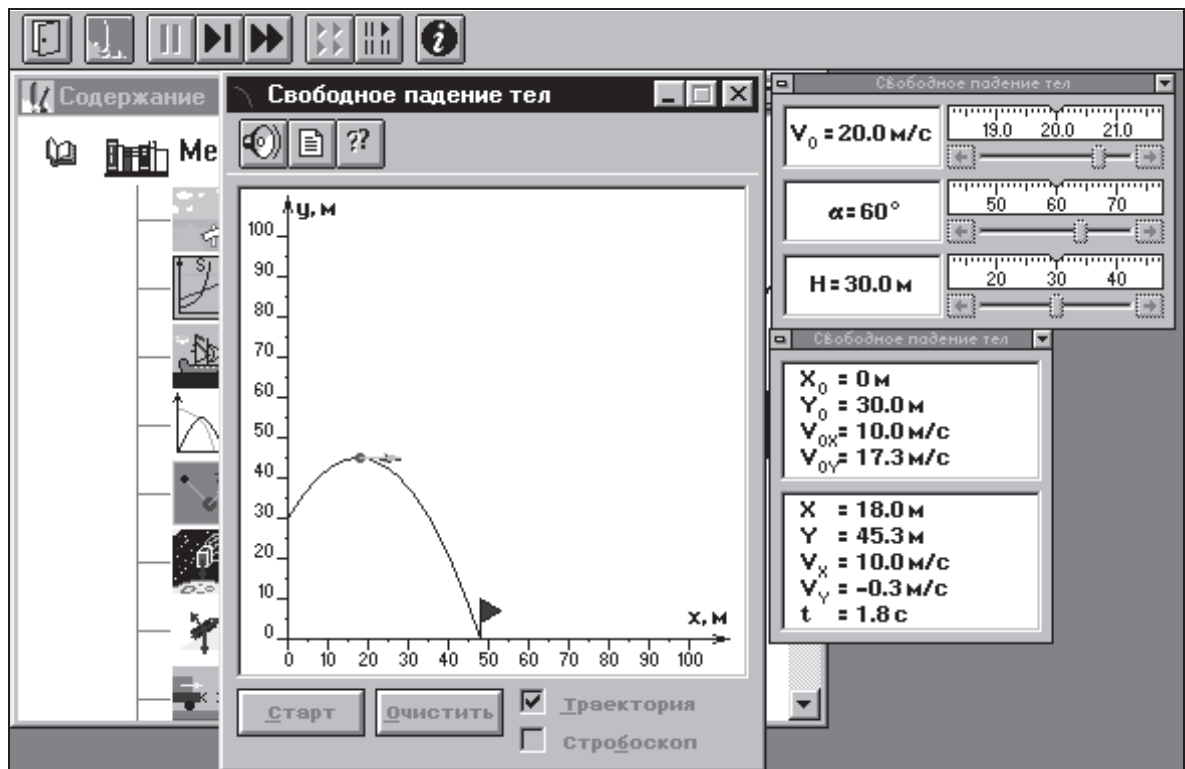 Содержание
Ме
Свободное падение тел
??
y, м
100
90
80
70
60
50
40
30
20
10
0
0 10 20 30 40 50 60 70 80 90 100
x, м
Старт
Очистить
Траектория
Стробоскоп
Свободное падение тел
V0 = 20.0 м/с
19.0 20.0 21.0
α = 60°
50 60 70
H = 30.0 м
20 30 40
Свободное падение тел
X0 = 0 м
Y0 = 30.0 м
V0X = 10.0 м/с
V0Y = 17.3 м/с
X = 18.0 м
Y = 45.3 м
VX = 10.0 м/с
VY = -0.3 м/с
t = 1.8 с